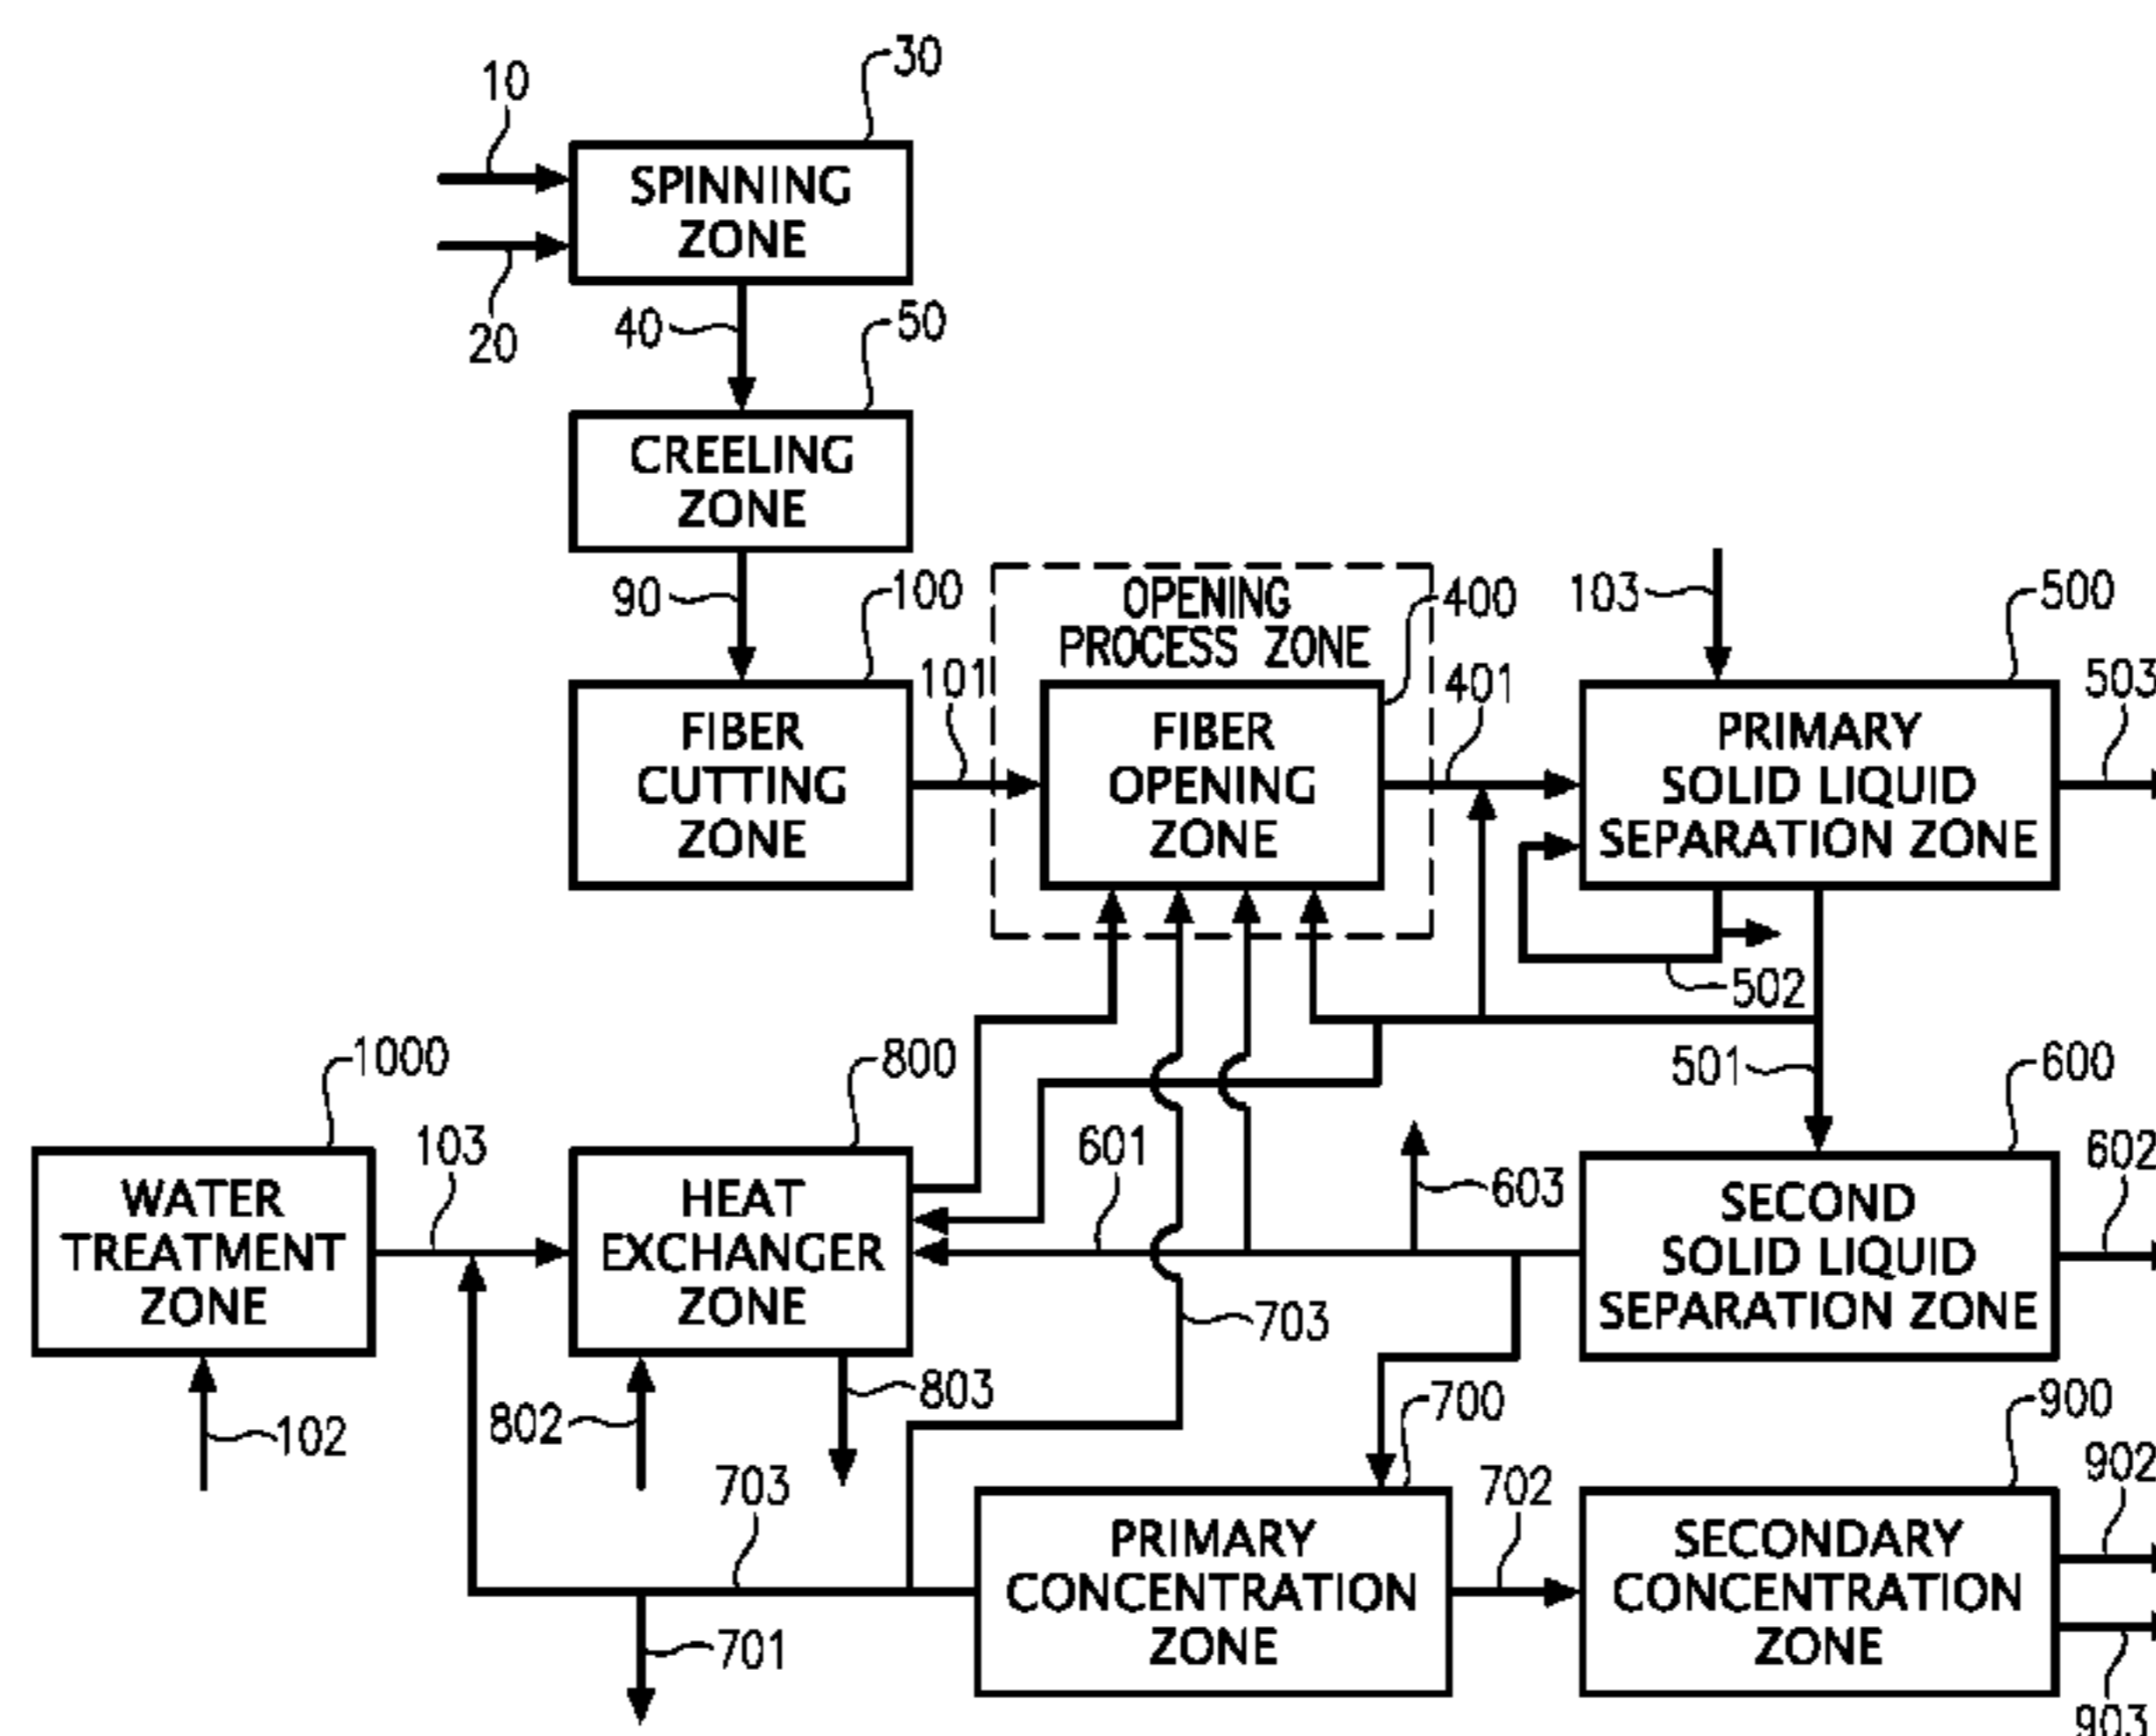 30
10
SPINNING
ZONE
20
40
50
CREELING
ZONE
90
100
OPENING
PROCESS ZONE
400
103
500
101
401
503
FIBER
CUTTING
ZONE
FIBER
OPENING
ZONE
PRIMARY
SOLID LIQUID
SEPARATION ZONE
502
1000
800
501
600
103
601
603
602
WATER
TREATMENT
ZONE
HEAT
EXCHANGER
ZONE
SECOND
SOLID LIQUID
SEPARATION ZONE
703
102
802
803
700
900
703
702
902
PRIMARY
CONCENTRATION
ZONE
SECONDARY
CONCENTRATION
ZONE
701
903